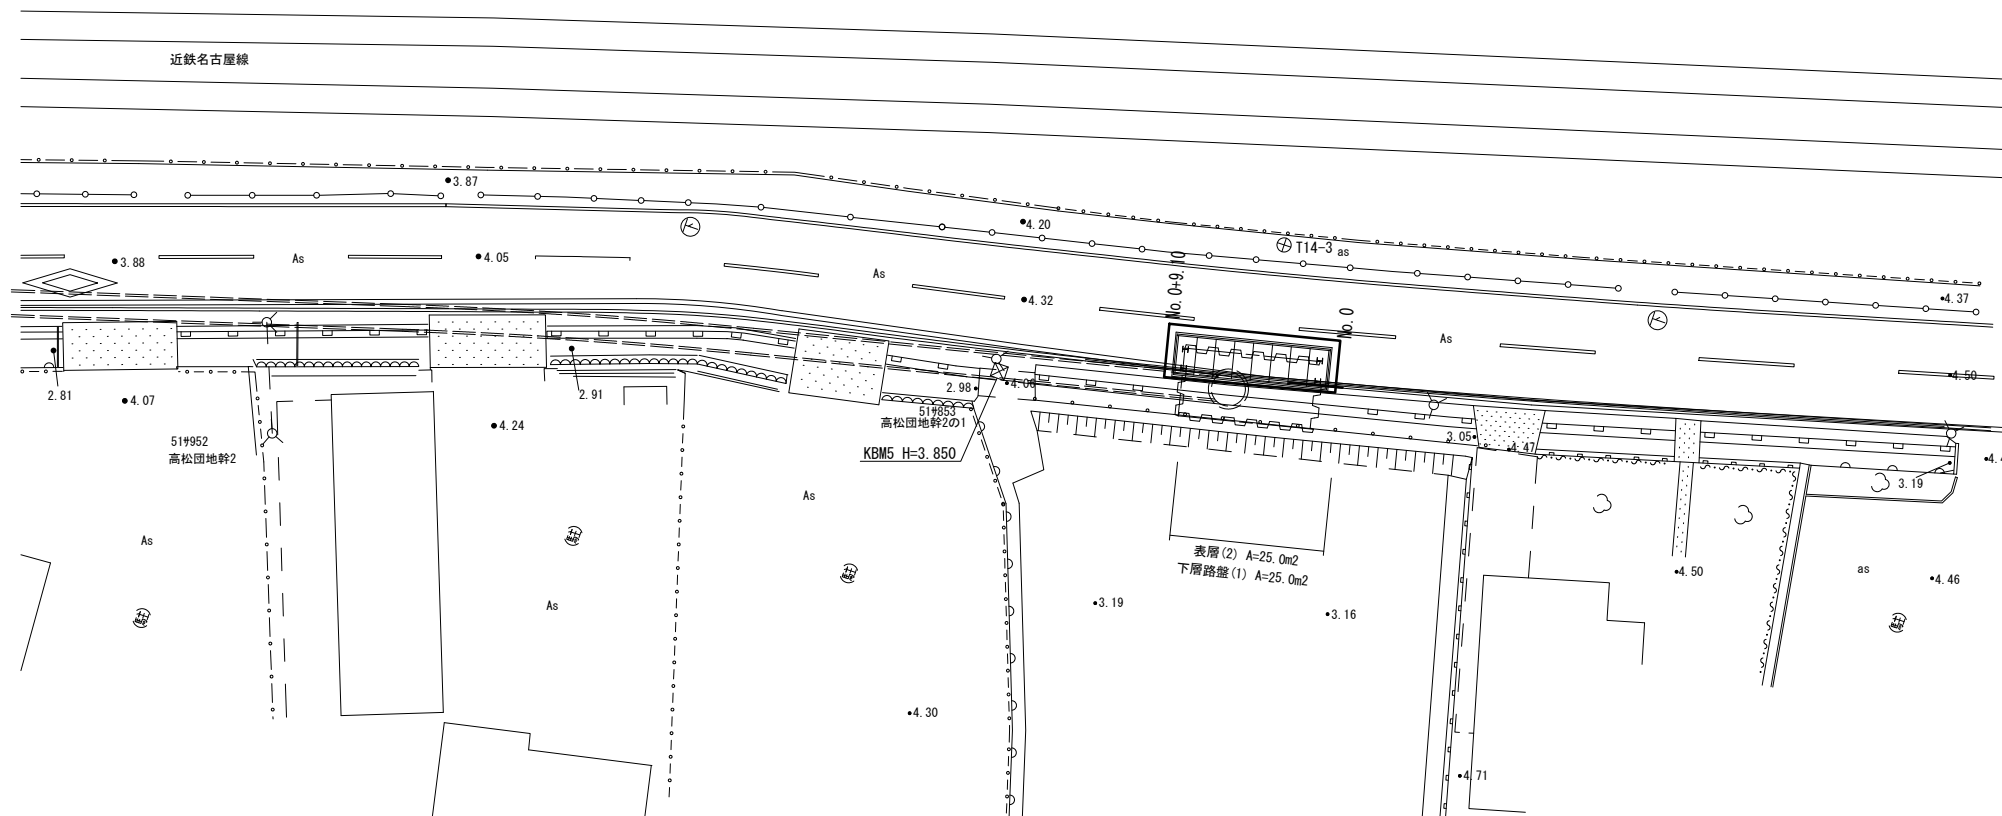 近鉄名古屋線
3.87
4.20
T14-3
as
No.0+9.10
3.88
As
4.05
As
4.32
4.37
No.0
As
4.50
2.81
4.07
2.91
2.98
4.06
51ｻ853
高松団地幹2の1
4.24
51ｻ952
高松団地幹2
KBM5 H=3.850
3.05
4.47
3.19
As
As
(駐)
(駐)
表層(2) A=25.0m2
下層路盤(1) A=25.0m2
4.50
as
4.46
As
(駐)
3.19
3.16
(駐)
4.30
4.71